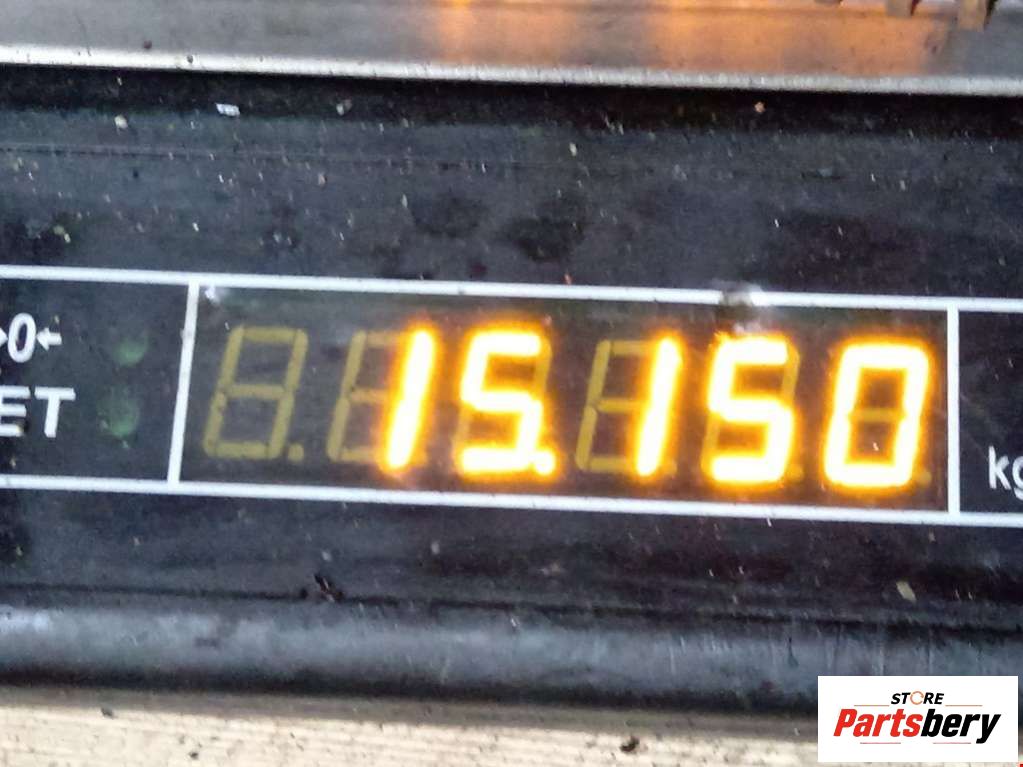 →0←
ET
15.150
kg
STORE
Partsbery